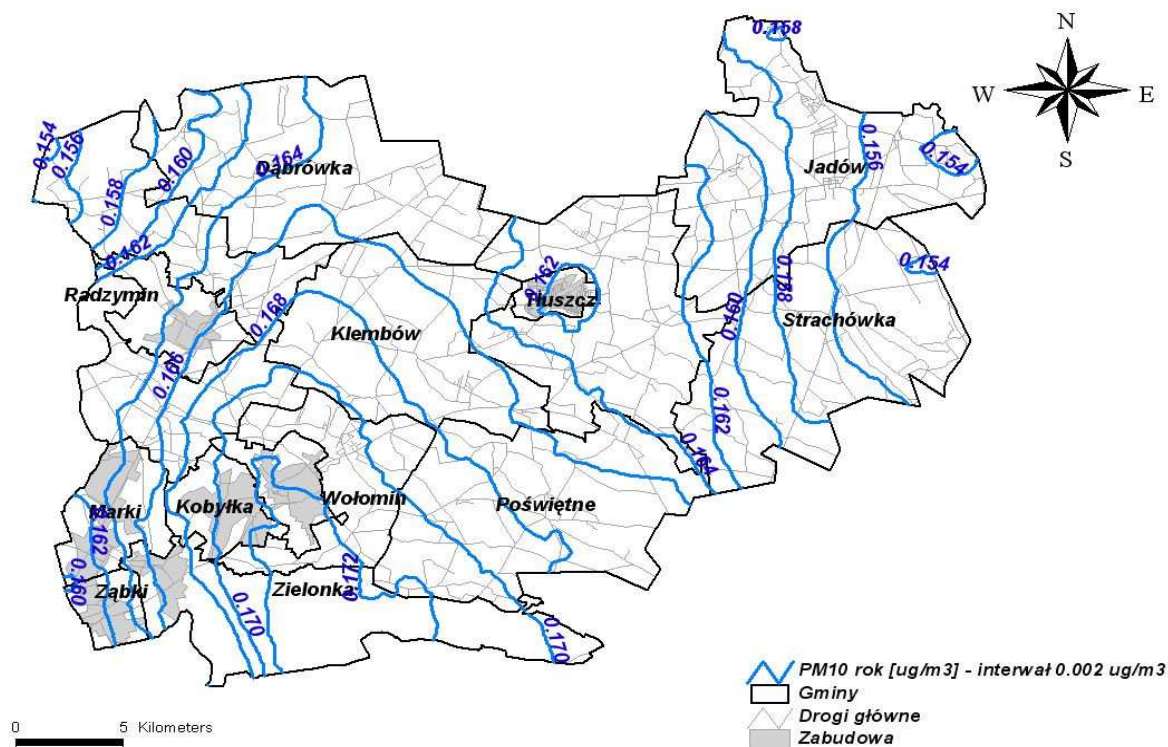 0.158
N
W
E
S
0.154
0.156
0.158
0.160
0.164
Dąbrówka
0.156
0.154
Jadów
0.162
Radzymin
0.168
0.166
Klembów
0.162
Tłuszcz
0.158
0.160
0.154
Strachówka
0.162
0.164
Marki
0.162
Kobyłka
Wołomin
Poświętne
0.160
Ząbki
Zielonka
0.172
0.170
0.170
PM10 rok [ug/m3] - interwał 0.002 ug/m3
Gminy
Drogi główne
Zabudowa
0 5 Kilometers